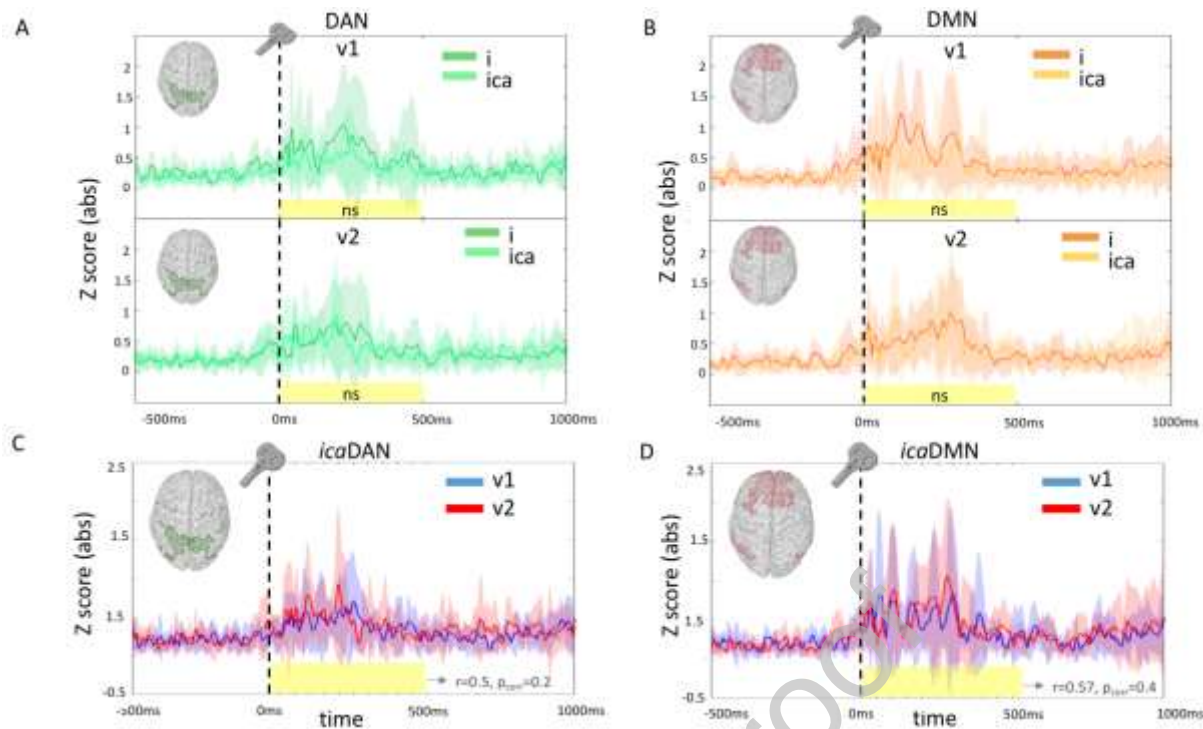 A
DAN
v1
i
ica
2
1.5
1
0.5
0
ns
v2
i
ica
2
1.5
1
0.5
0
ns
Z score (abs)
-500ms 0ms 500ms 1000ms
B
DMN
v1
i
ica
2
1.5
1
0.5
0
ns
v2
i
ica
2
1.5
1
0.5
0
ns
Z score (abs)
-500ms 0ms 500ms 1000ms
C
icaDAN
v1
v2
2.5
1.5
1.5
-0.5
Z score (abs)
r=0.5, pcorr=0.2
-500ms 0ms 500ms 1000ms
time
D
icaDMN
v1
v2
2.5
1.5
1.5
-0.5
Z score (abs)
r=0.57, pcorr=0.4
-500ms 0ms 500ms 1000ms
time